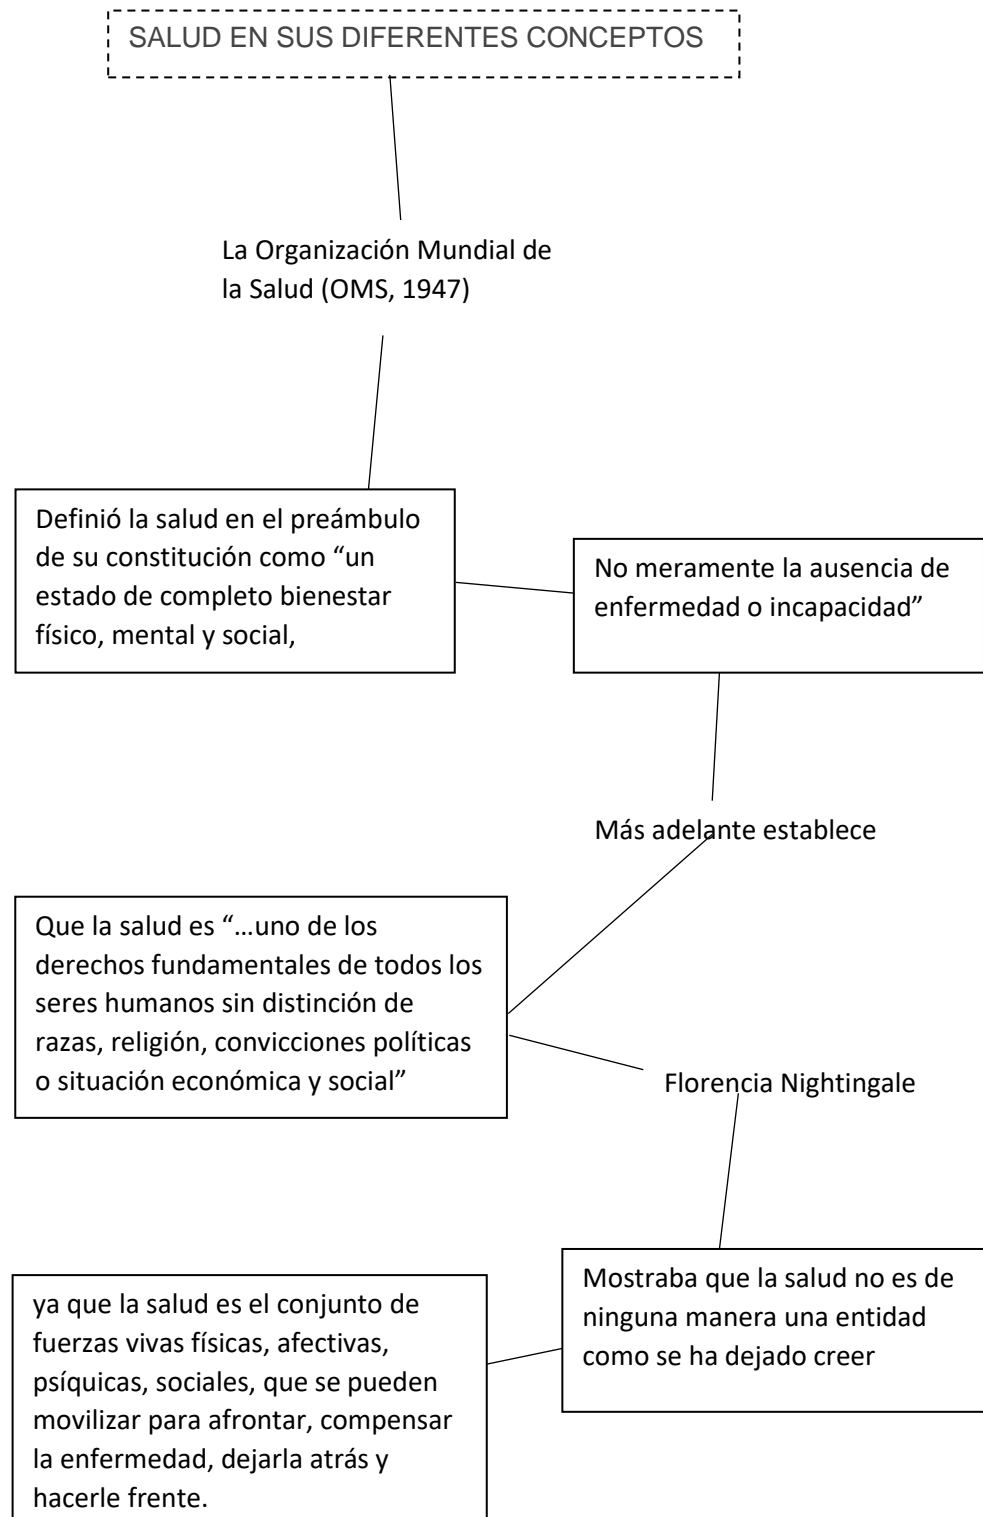 SALUD EN SUS DIFERENTES CONCEPTOS
La Organización Mundial de
la Salud (OMS, 1947)
Definió la salud en el preámbulo
de su constitución como “un
estado de completo bienestar
físico, mental y social,
No meramente la ausencia de
enfermedad o incapacidad”
Más adelante establece
Que la salud es “…uno de los
derechos fundamentales de todos los
seres humanos sin distinción de
razas, religión, convicciones políticas
o situación económica y social”
Florencia Nightingale
Mostraba que la salud no es de
ninguna manera una entidad
como se ha dejado creer
ya que la salud es el conjunto de
fuerzas vivas físicas, afectivas,
psíquicas, sociales, que se pueden
movilizar para afrontar, compensar
la enfermedad, dejarla atrás y
hacerle frente.